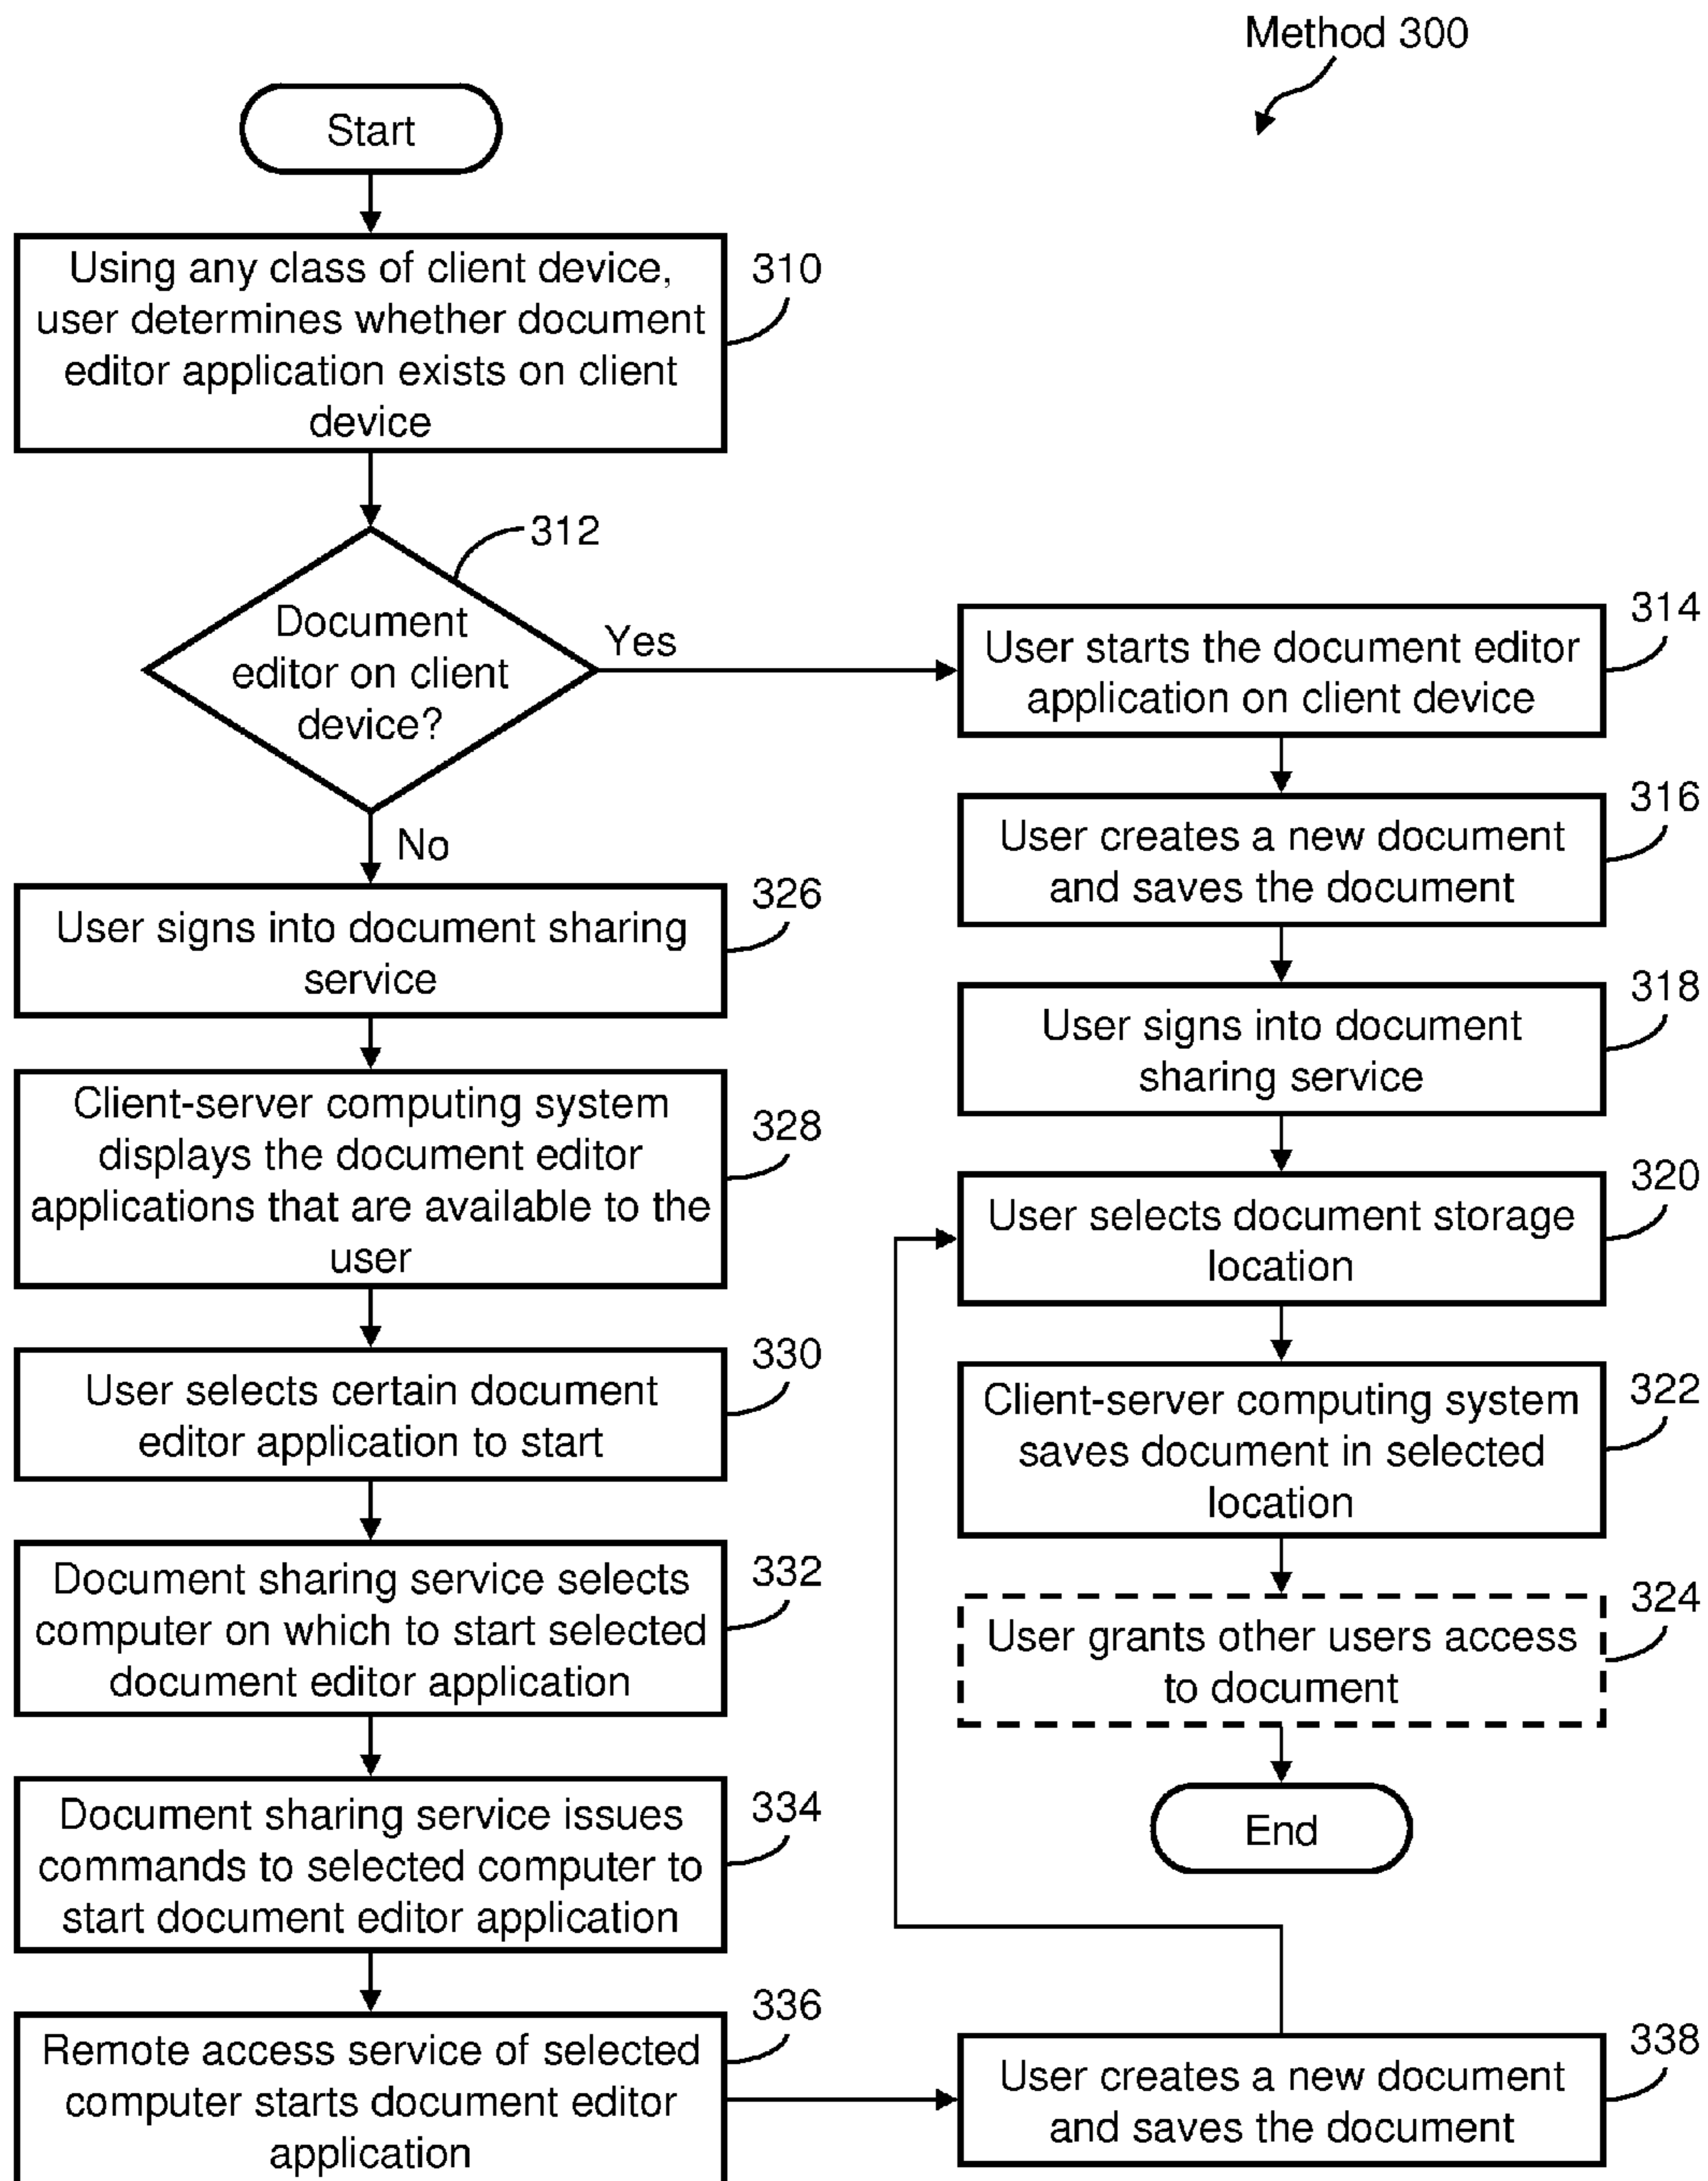 Method 300
Start
Using any class of client device,
user determines whether document
editor application exists on client
device
310
312
Document
editor on client
device?
Yes
No
314
User starts the document editor
application on client device
316
User creates a new document
and saves the document
318
User signs into document
sharing service
320
User selects document storage
location
322
Client-server computing system
saves document in selected
location
324
User grants other users access
to document
End
326
User signs into document sharing
service
328
Client-server computing system
displays the document editor
applications that are available to the
user
330
User selects certain document
editor application to start
332
Document sharing service selects
computer on which to start selected
document editor application
334
Document sharing service issues
commands to selected computer to
start document editor application
336
Remote access service of selected
computer starts document editor
application
338
User creates a new document
and saves the document